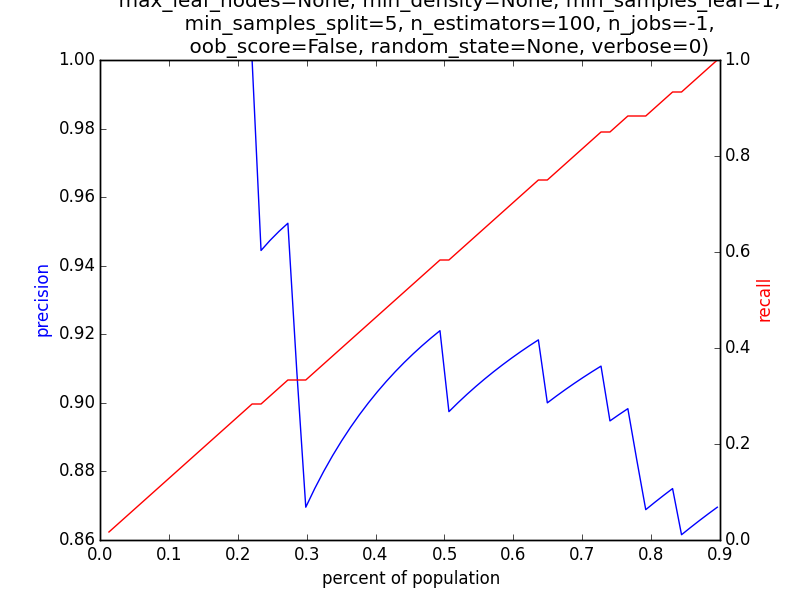 max_leaf_nodes=None, min_density=None, min_samples_leaf=1,
min_samples_split=5, n_estimators=100, n_jobs=-1,
oob_score=False, random_state=None, verbose=0)
1.00
0.98
0.96
0.94
0.92
0.90
0.88
0.86
precision
1.0
0.8
0.6
0.4
0.2
0.0
recall
0.0 0.1 0.2 0.3 0.4 0.5 0.6 0.7 0.8 0.9
percent of population